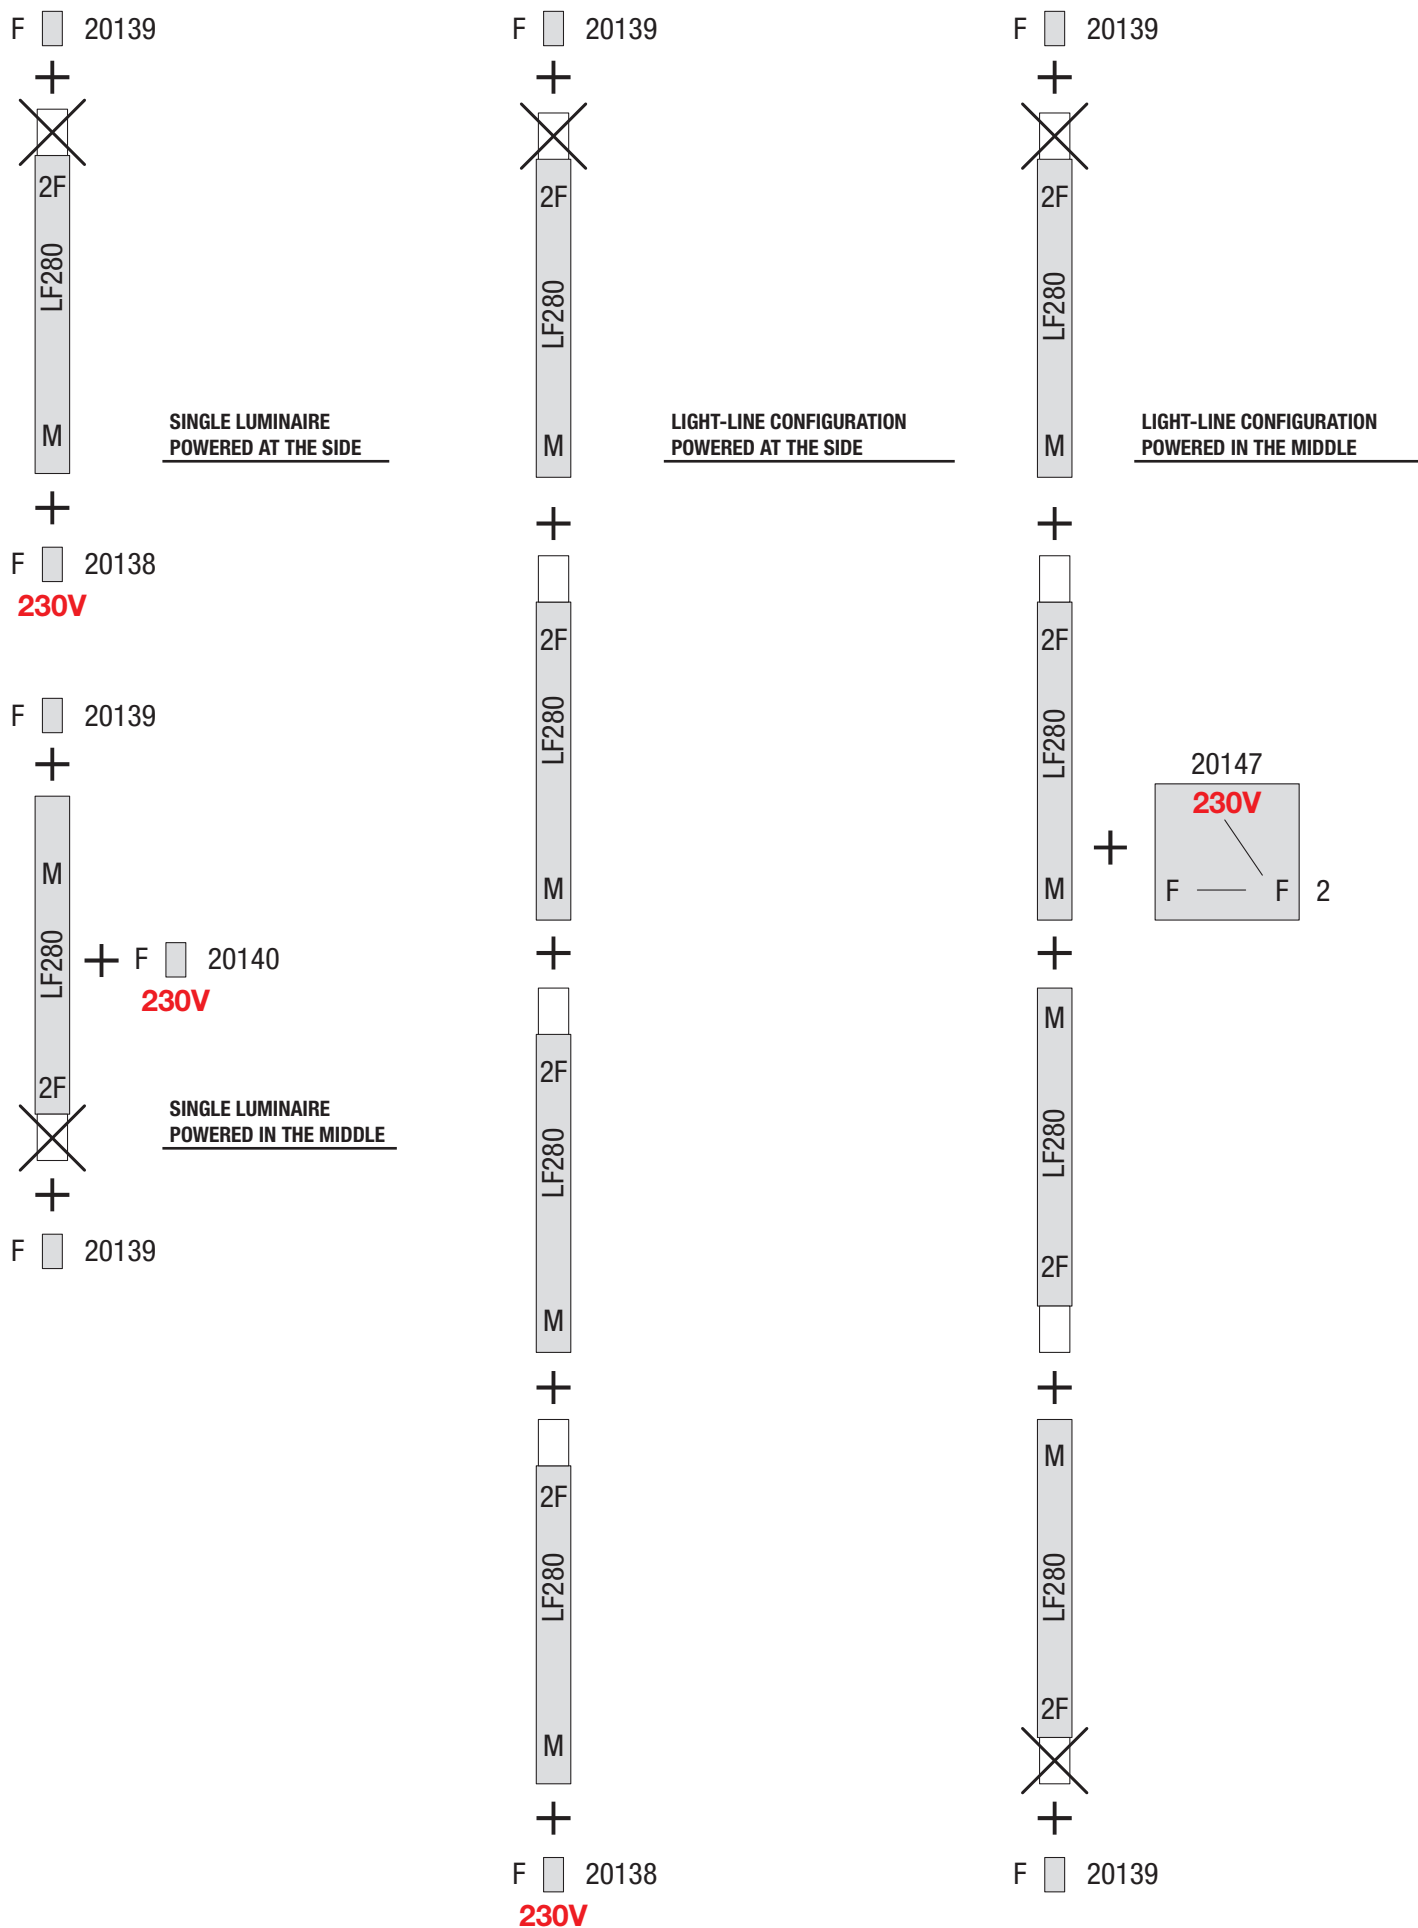 F 20139
2F
LF280
M
SINGLE LUMINAIRE
POWERED AT THE SIDE
F 20138
230V
F 20139
M
LF280
F 20140
230V
2F
SINGLE LUMINAIRE
POWERED IN THE MIDDLE
F 20139
F 20139
2F
LF280
M
LIGHT-LINE CONFIGURATION
POWERED AT THE SIDE
2F
LF280
M
2F
LF280
M
2F
LF280
M
F 20138
230V
F 20139
2F
LF280
M
LIGHT-LINE CONFIGURATION
POWERED IN THE MIDDLE
2F
LF280
M
20147
230V
F F 2
M
LF280
2F
M
LF280
2F
F 20139